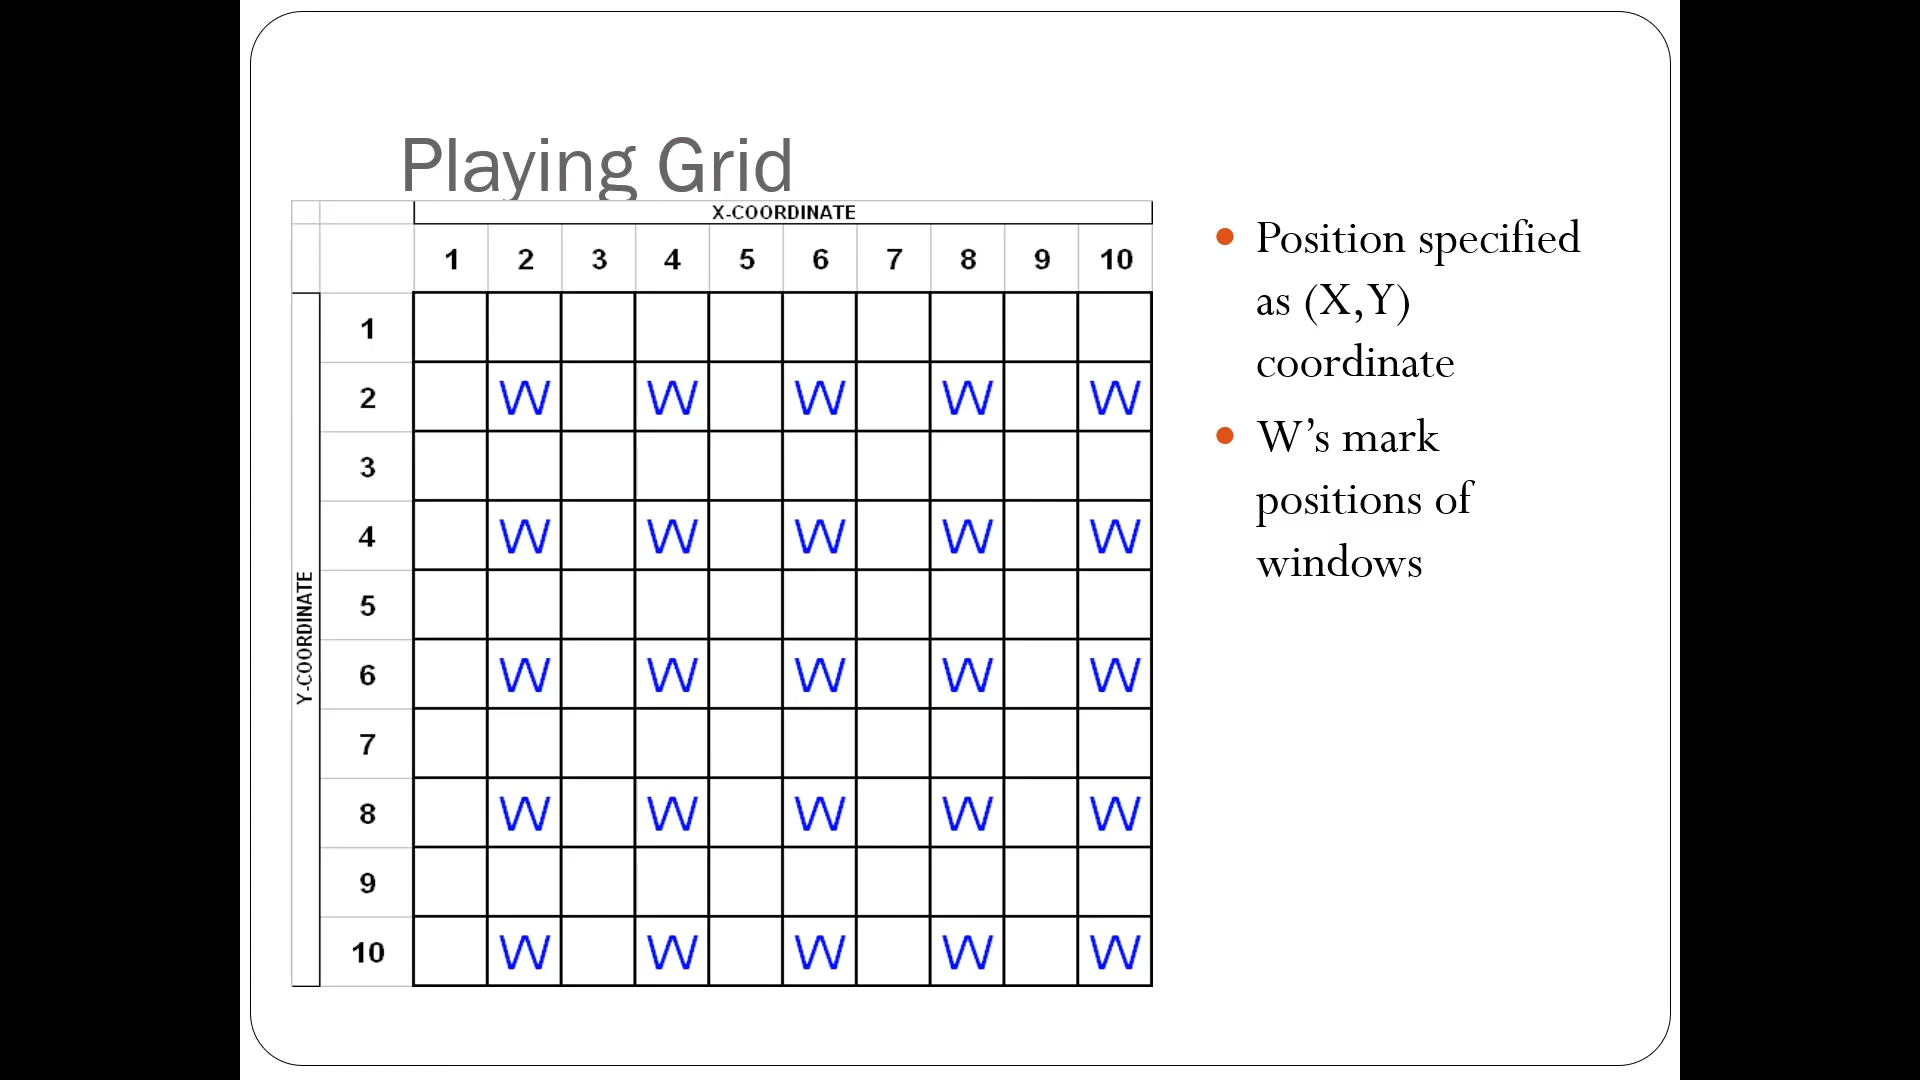 Playing Grid
X-COORDINATE
1 2 3 4 5 6 7 8 9 10
Y-COORDINATE
1
2 W W W W W
3
4 W W W W W
5
6 W W W W W
7
8 W W W W W
9
10 W W W W W
Position specified
as (X,Y)
coordinate
W’s mark
positions of
windows